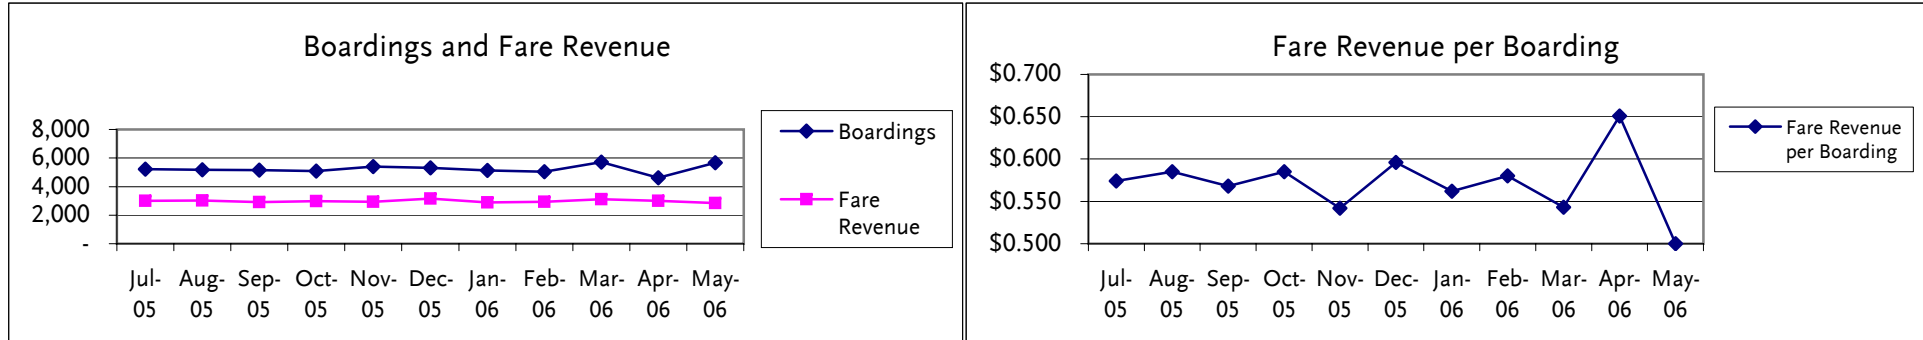 Boardings and Fare Revenue
8,000
6,000
4,000
2,000
-
Jul- Aug- Sep- Oct- Nov- Dec- Jan- Feb- Mar- Apr- May-
05 05 05 05 05 05 06 06 06 06 06
Boardings
Fare
Revenue
Fare Revenue per Boarding
$0.700
$0.650
$0.600
$0.550
$0.500
Jul- Aug- Sep- Oct- Nov- Dec- Jan- Feb- Mar- Apr- May-
05 05 05 05 05 05 06 06 06 06 06
Fare Revenue
per Boarding